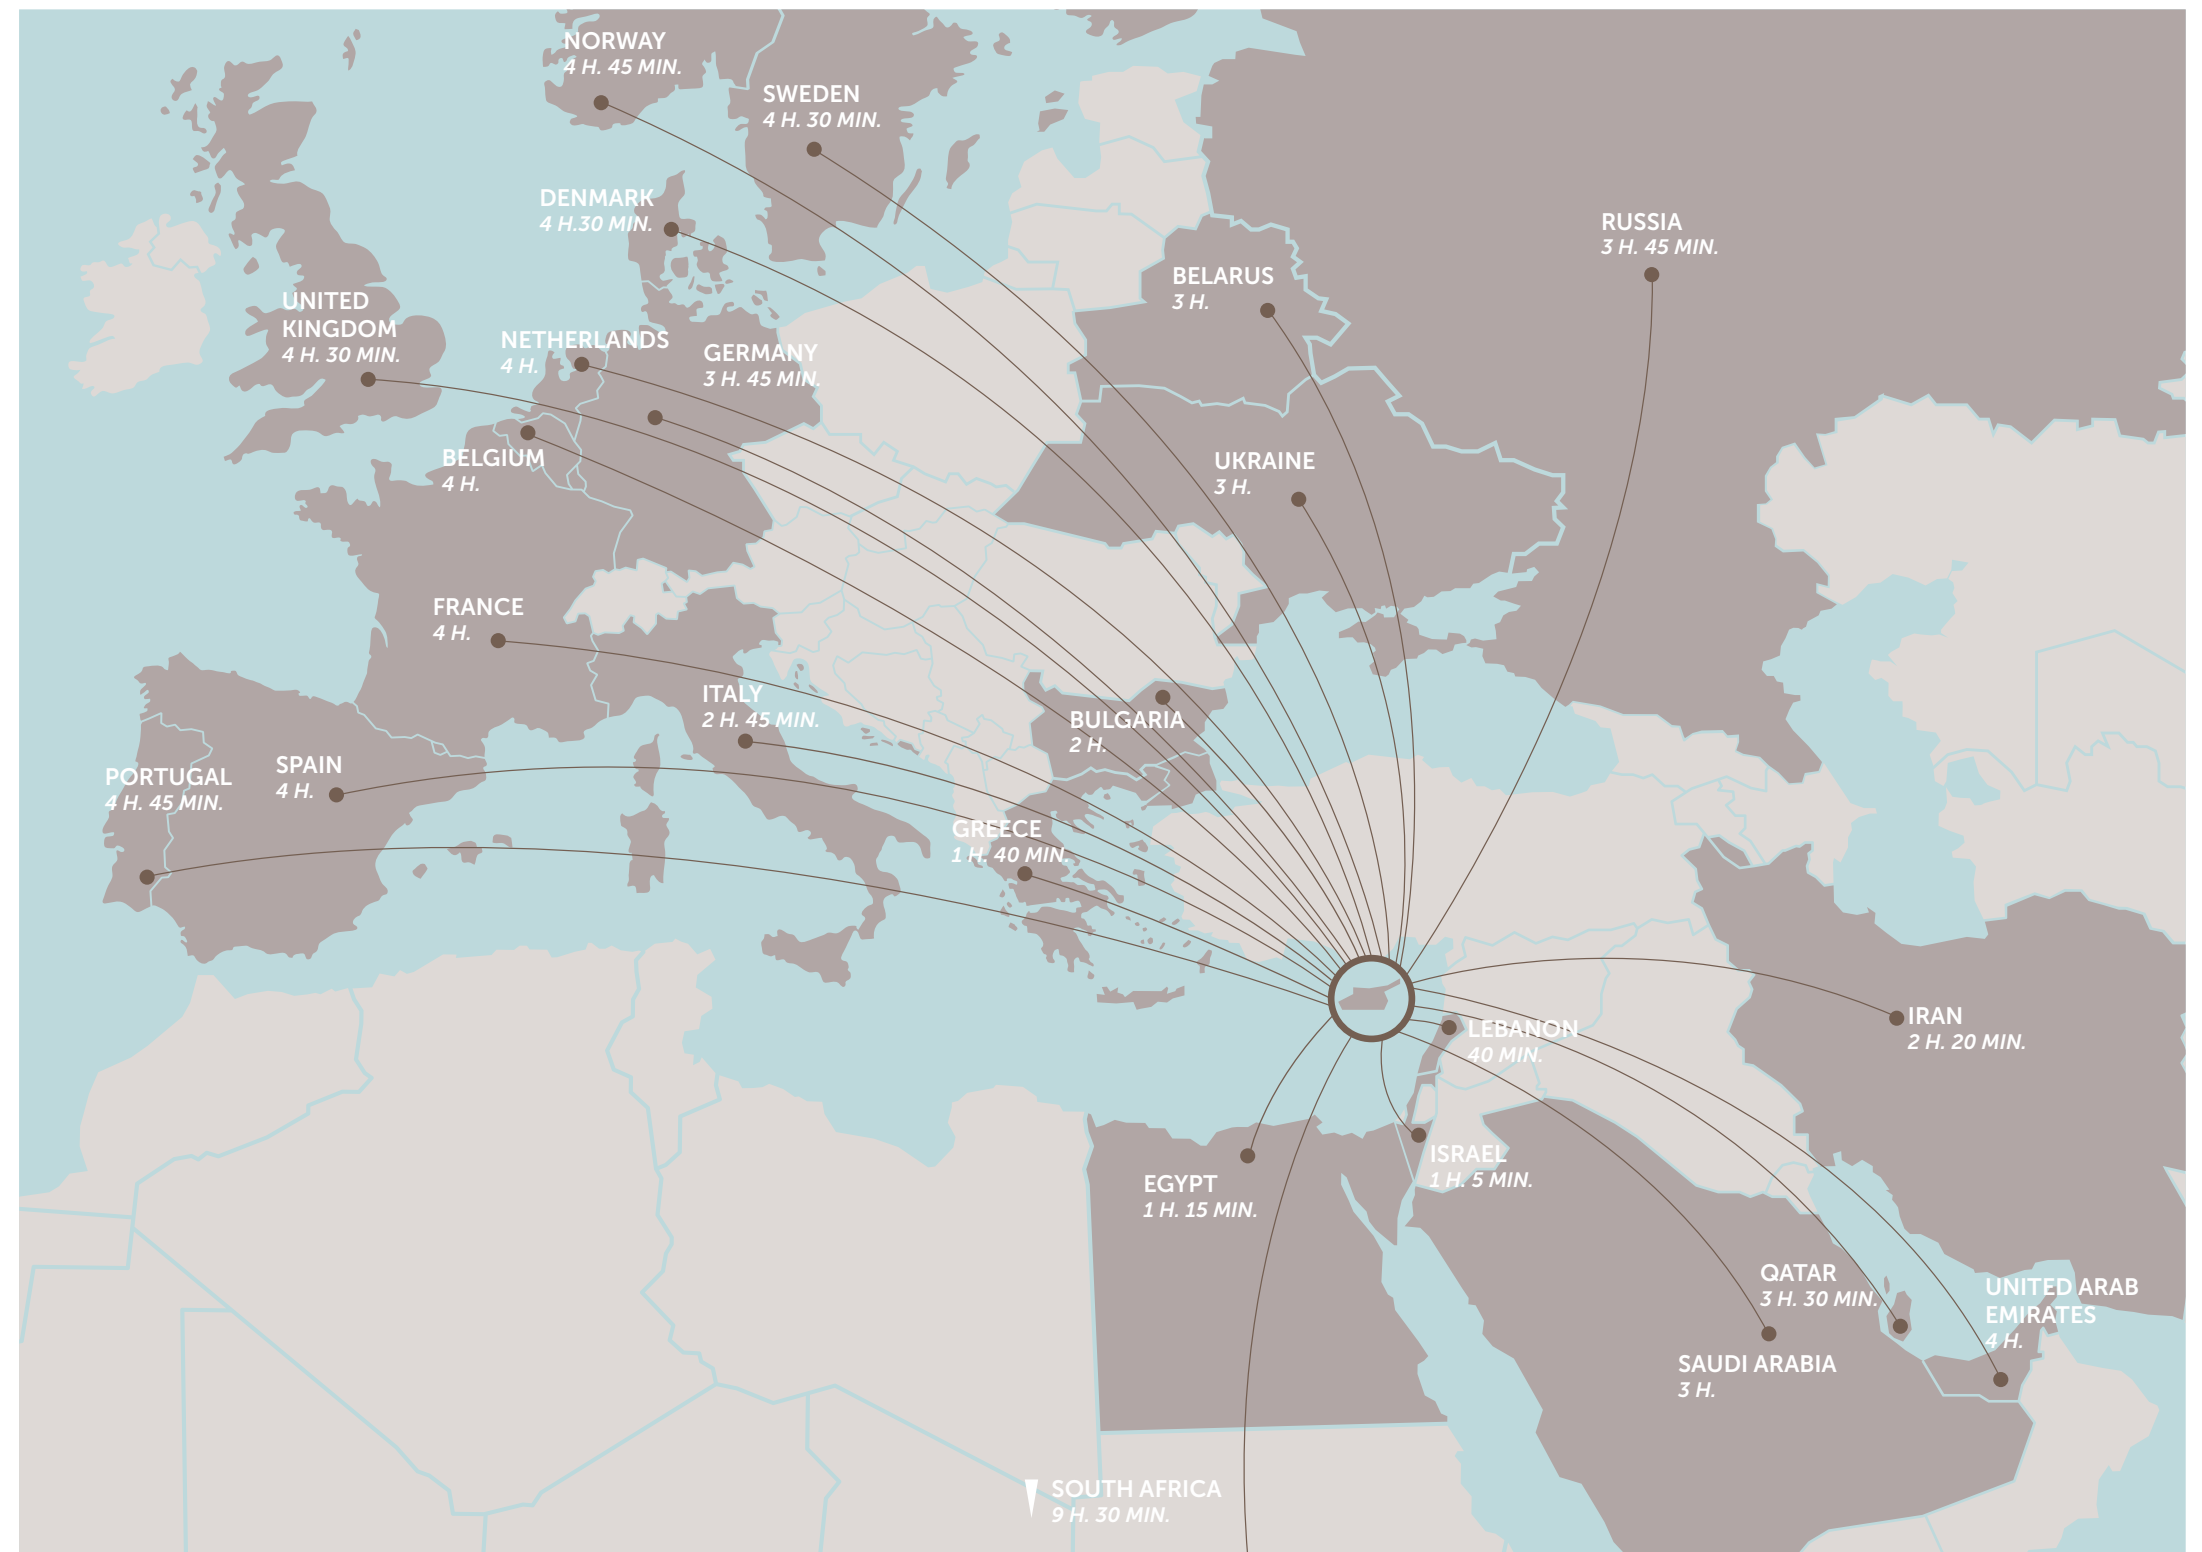 NORWAY
4 H. 45 MIN.
SWEDEN
4 H. 30 MIN.
DENMARK
4 H.30 MIN.
RUSSIA
3 H. 45 MIN.
BELARUS
3 H.
UNITED
KINGDOM
4 H. 30 MIN.
NETHERLANDS
4 H.
GERMANY
3 H. 45 MIN.
BELGIUM
4 H.
UKRAINE
3 H.
FRANCE
4 H.
ITALY
2 H. 45 MIN.
BULGARIA
2 H.
SPAIN
4 H.
PORTUGAL
4 H. 45 MIN.
GREECE
1 H. 40 MIN.
IRAN
2 H. 20 MIN.
LEBANON
40 MIN.
ISRAEL
1 H. 5 MIN.
EGYPT
1 H. 15 MIN.
QATAR
3 H. 30 MIN.
UNITED ARAB
EMIRATES
4 H.
SAUDI ARABIA
3 H.
SOUTH AFRICA
9 H. 30 MIN.